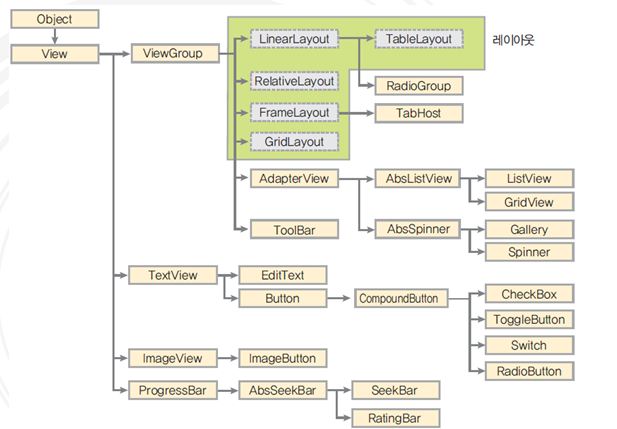 Object
View
ViewGroup
LinearLayout
TableLayout
레이아웃
RelativeLayout
RadioGroup
FrameLayout
TabHost
GridLayout
AdapterView
AbsListView
ListView
GridView
ToolBar
AbsSpinner
Gallery
Spinner
TextView
EditText
Button
CompoundButton
CheckBox
ToggleButton
Switch
RadioButton
ImageView
ImageButton
ProgressBar
AbsSeekBar
SeekBar
RatingBar